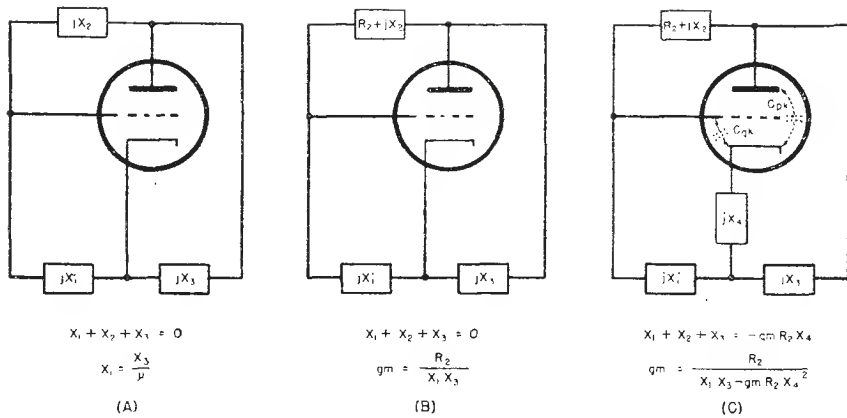 jX₂
R₂+jX₂
R₂+jX₂
Cpk
Cgk
jX₄
jX₁
jX₃
jX₁
jX₃
jX₁
jX₃
X₁ + X₂ + X₃ = 0
X₁ = X₃/μ
(A)
X₁ + X₂ + X₃ = 0
gm = R₂/X₁ X₃
(B)
X₁ + X₂ + X₃ = -gm R₂ X₄
gm = R₂/X₁ X₃ - gm R₂ X₄²
(C)